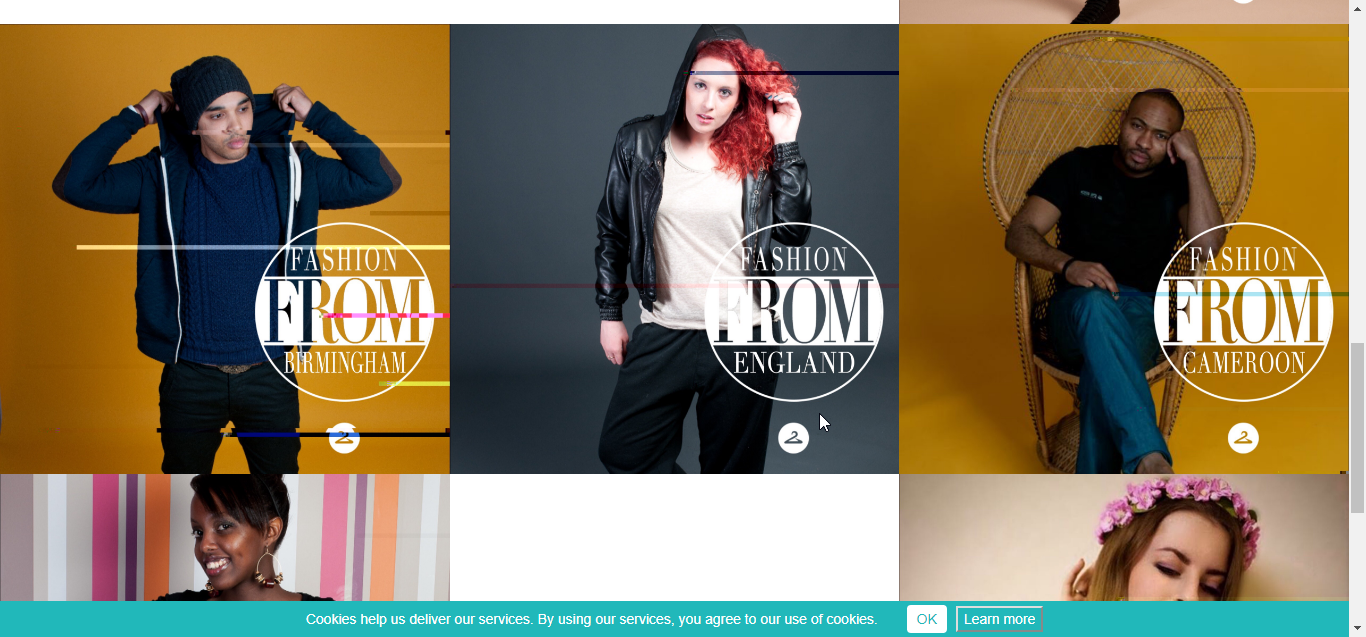 FASHION
FROM
BIRMINGHAM
FASHION
FROM
ENGLAND
FASHION
FROM
CAMEROON
Cookies help us deliver our services. By using our services, you agree to our use of cookies.
OK
Learn more